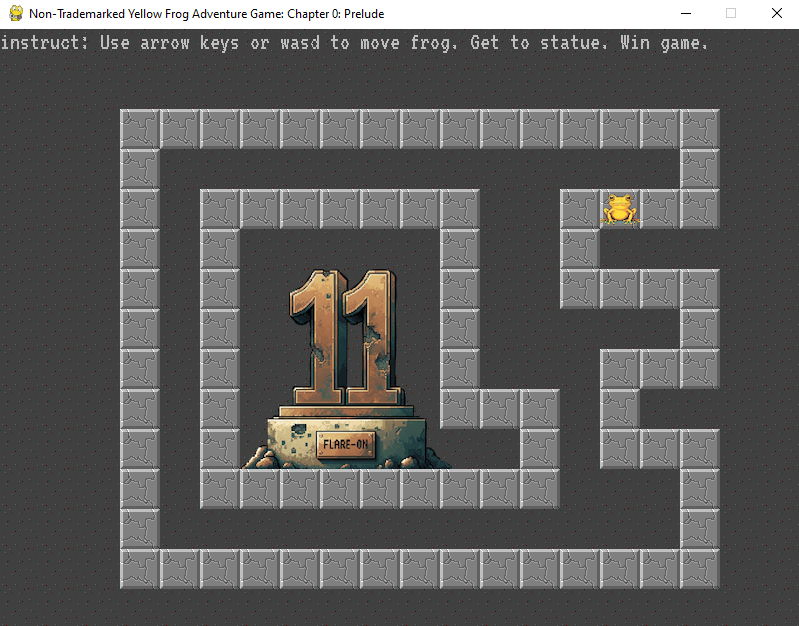 Non-Trademarked Yellow Frog Adventure Game: Chapter 0: Prelude
instruct: Use arrow keys or wasd to move frog. Get to statue. Win game.
11
FLARE-ON